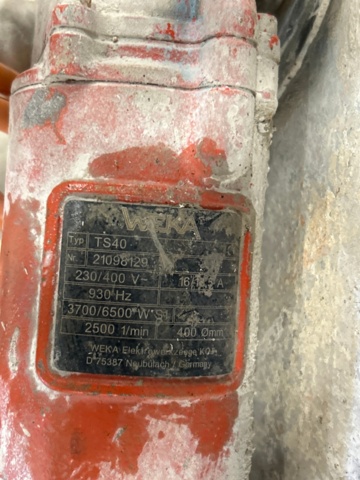 WEKA
Typ TS40
Nr. 21098129
230/400 V~ A
930 Hz
3700/6500 W S1
2500 1/min 400 Ømm
WEKA Elektrowerkzeuge
D 75387 Neubulach / Germany